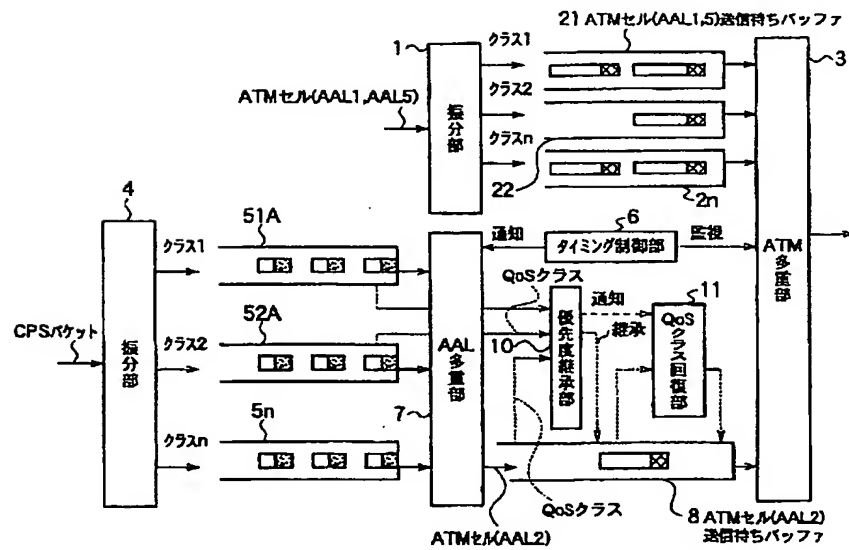 21 ATMセル(AAL1,5)送信待ちバッファ
1
クラス1
3
ATMセル(AAL1,AAL5)
クラス2
振分部
クラスn
22
2n
4
51A
6
クラス1
通知
タイミング制御部
監視
ATM多重部
QoSクラス
52A
通知
11
CPSパケット
クラス2
振分部
AAL多重部
10
優先度継承部
継承
QoSクラス回復部
7
5n
クラスn
QoSクラス
ATMセル(AAL2)
8 ATMセル(AAL2)
送信待ちバッファ